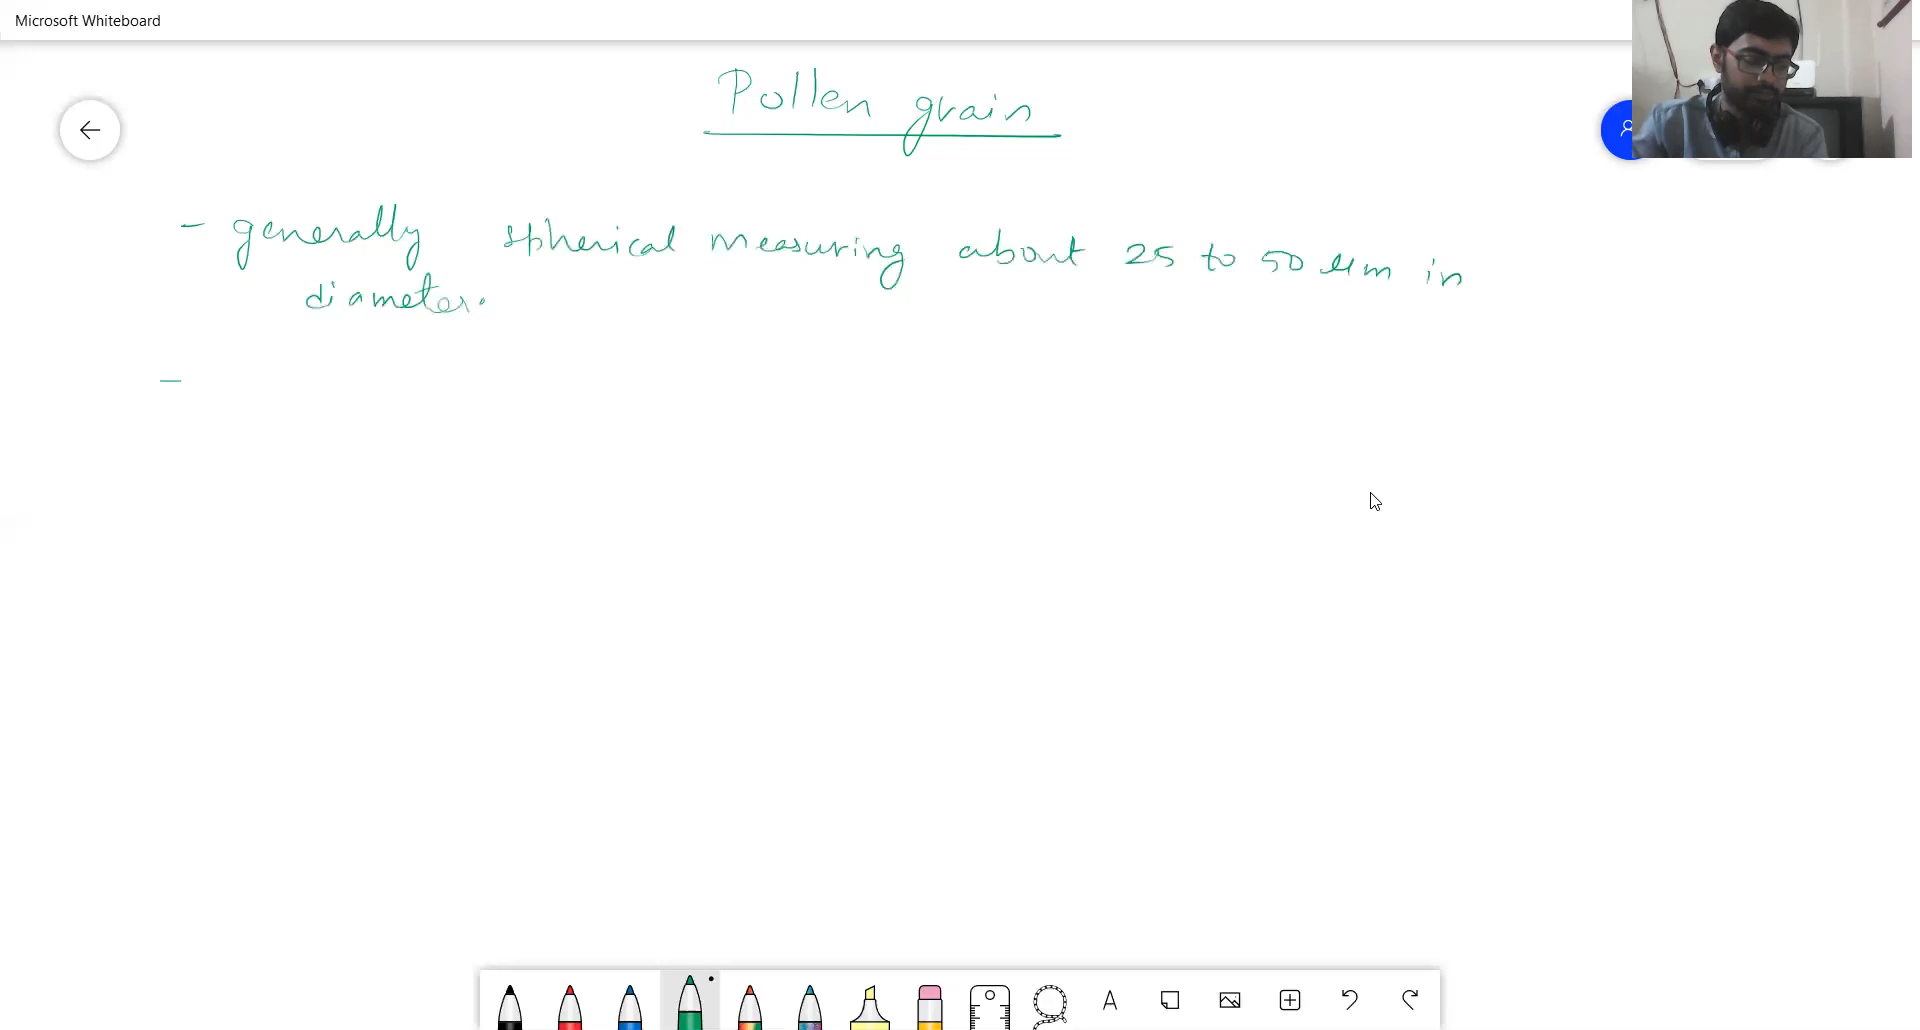 Microsoft Whiteboard
Pollen grain
- generally spherical measuring about 25 to 50 μm in
diameter.
-
A